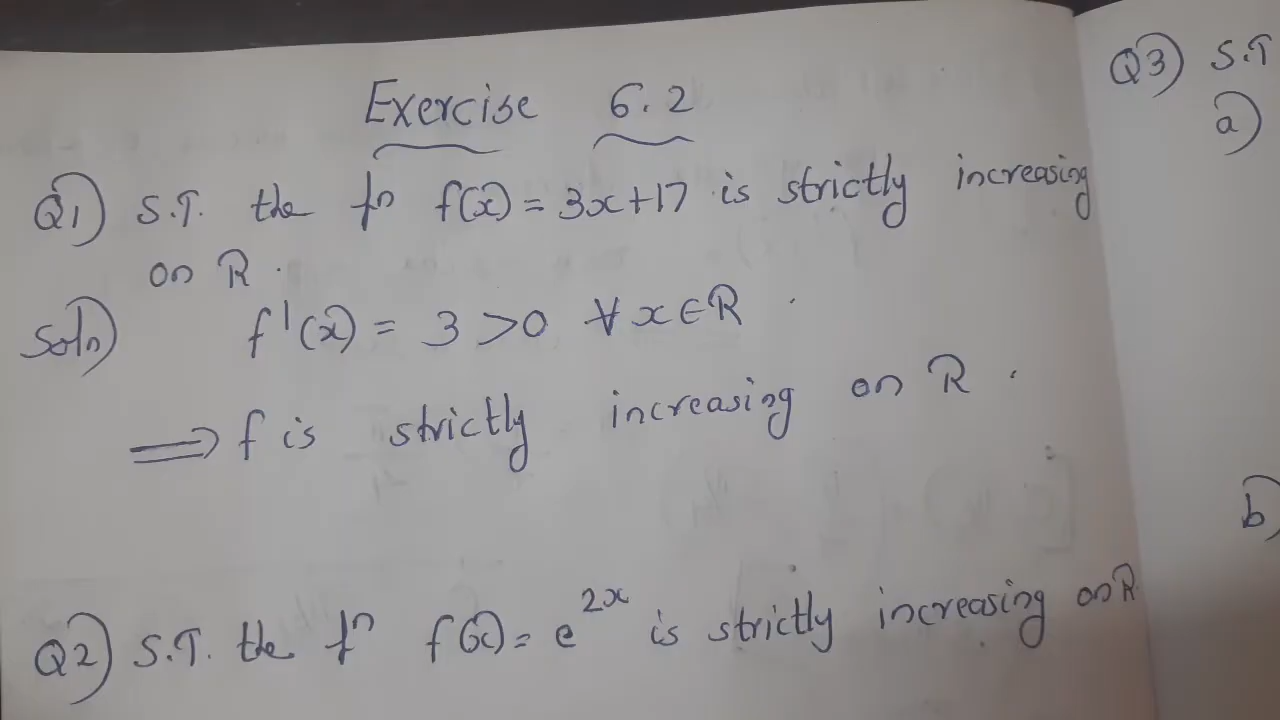 Exercise 6.2
Q1) S.T. the fn f(x) = 3x+17 is strictly increasing
on R.
Soln) f'(x) = 3 > 0 ∀ x ∈ R.
⟹ f is strictly increasing on R.
Q2) S.T. the fn f(x) = e^{2x} is strictly increasing on R
Q3) S.T
a)
b)